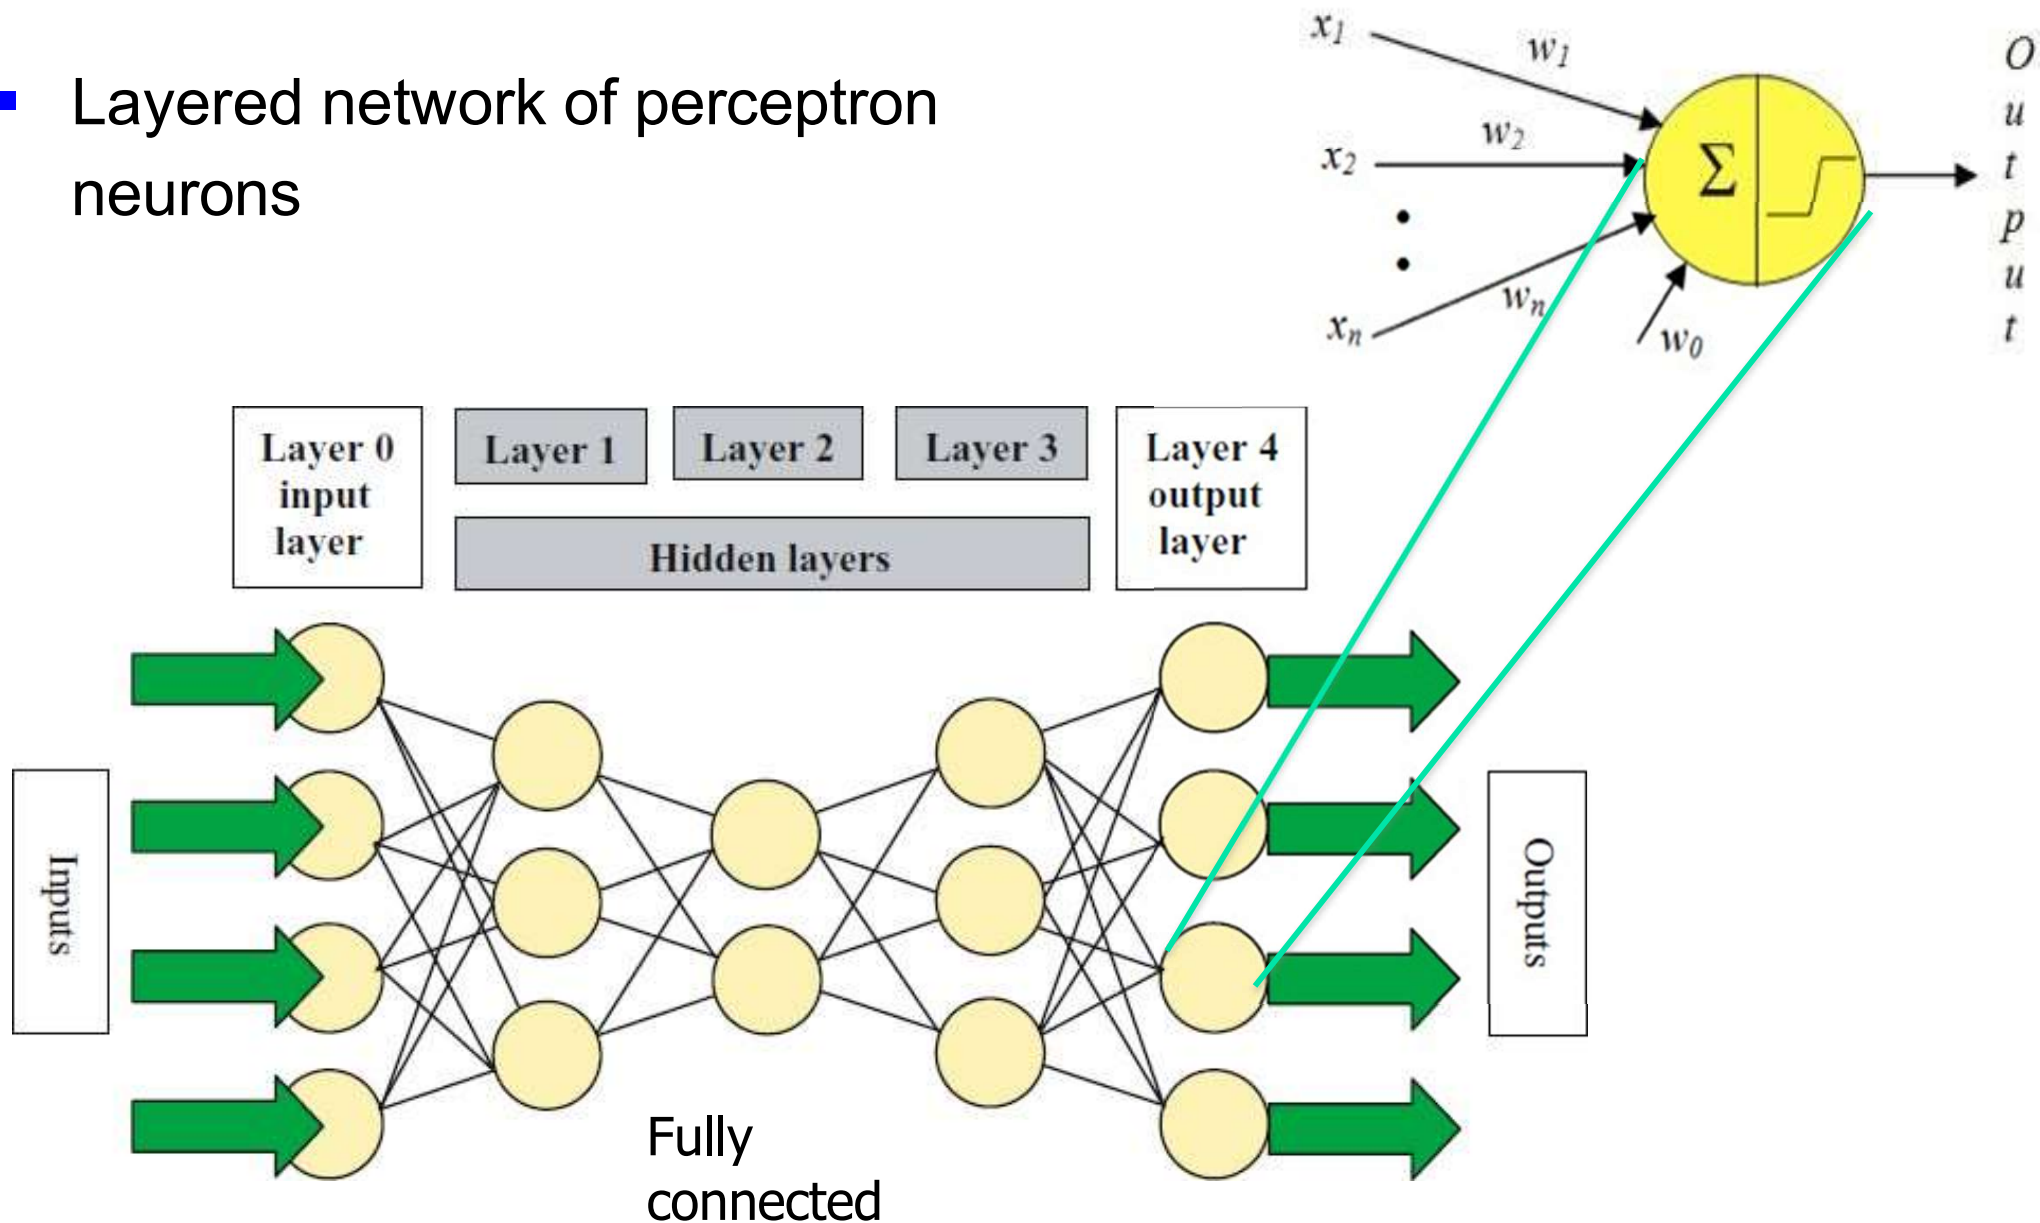 Layered network of perceptron
neurons
x1
w1
x2
w2
xn
wn
w0
Σ
Output
Layer 0
input
layer
Layer 1
Layer 2
Layer 3
Hidden layers
Layer 4
output
layer
Inputs
Outputs
Fully
connected